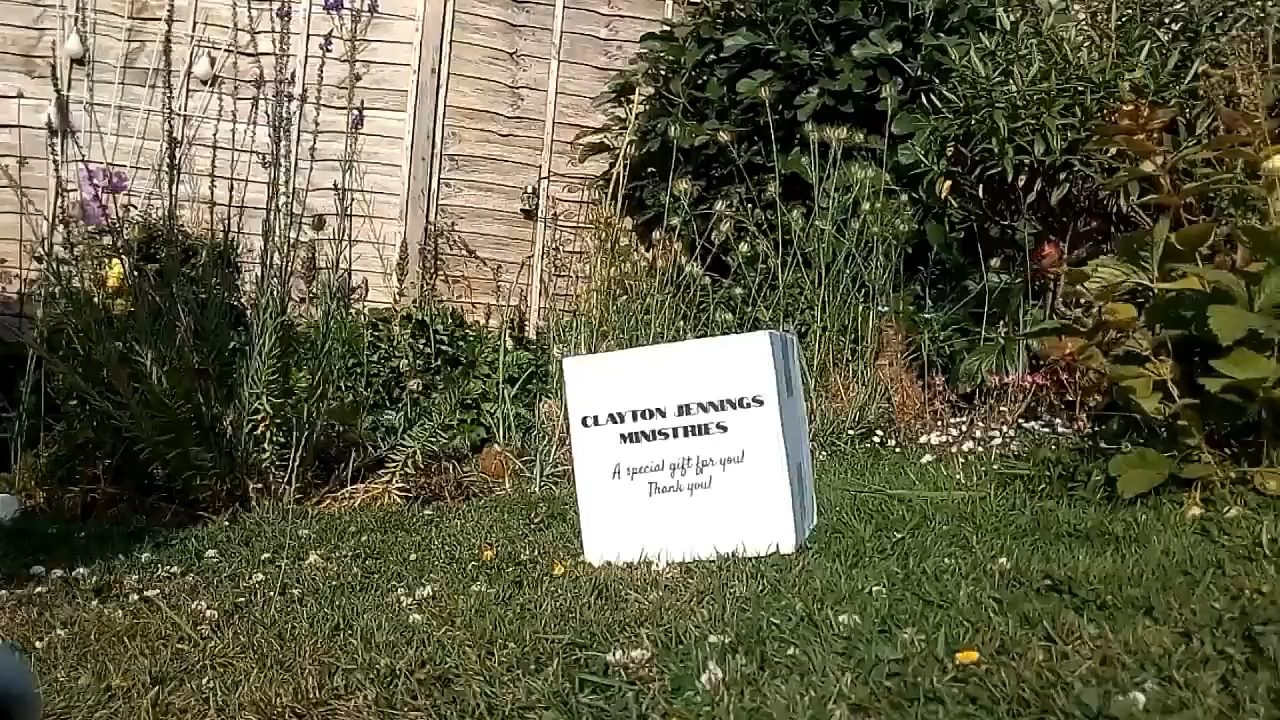 CLAYTON JENNINGS
MINISTRIES
A special gift for you!
Thank you!